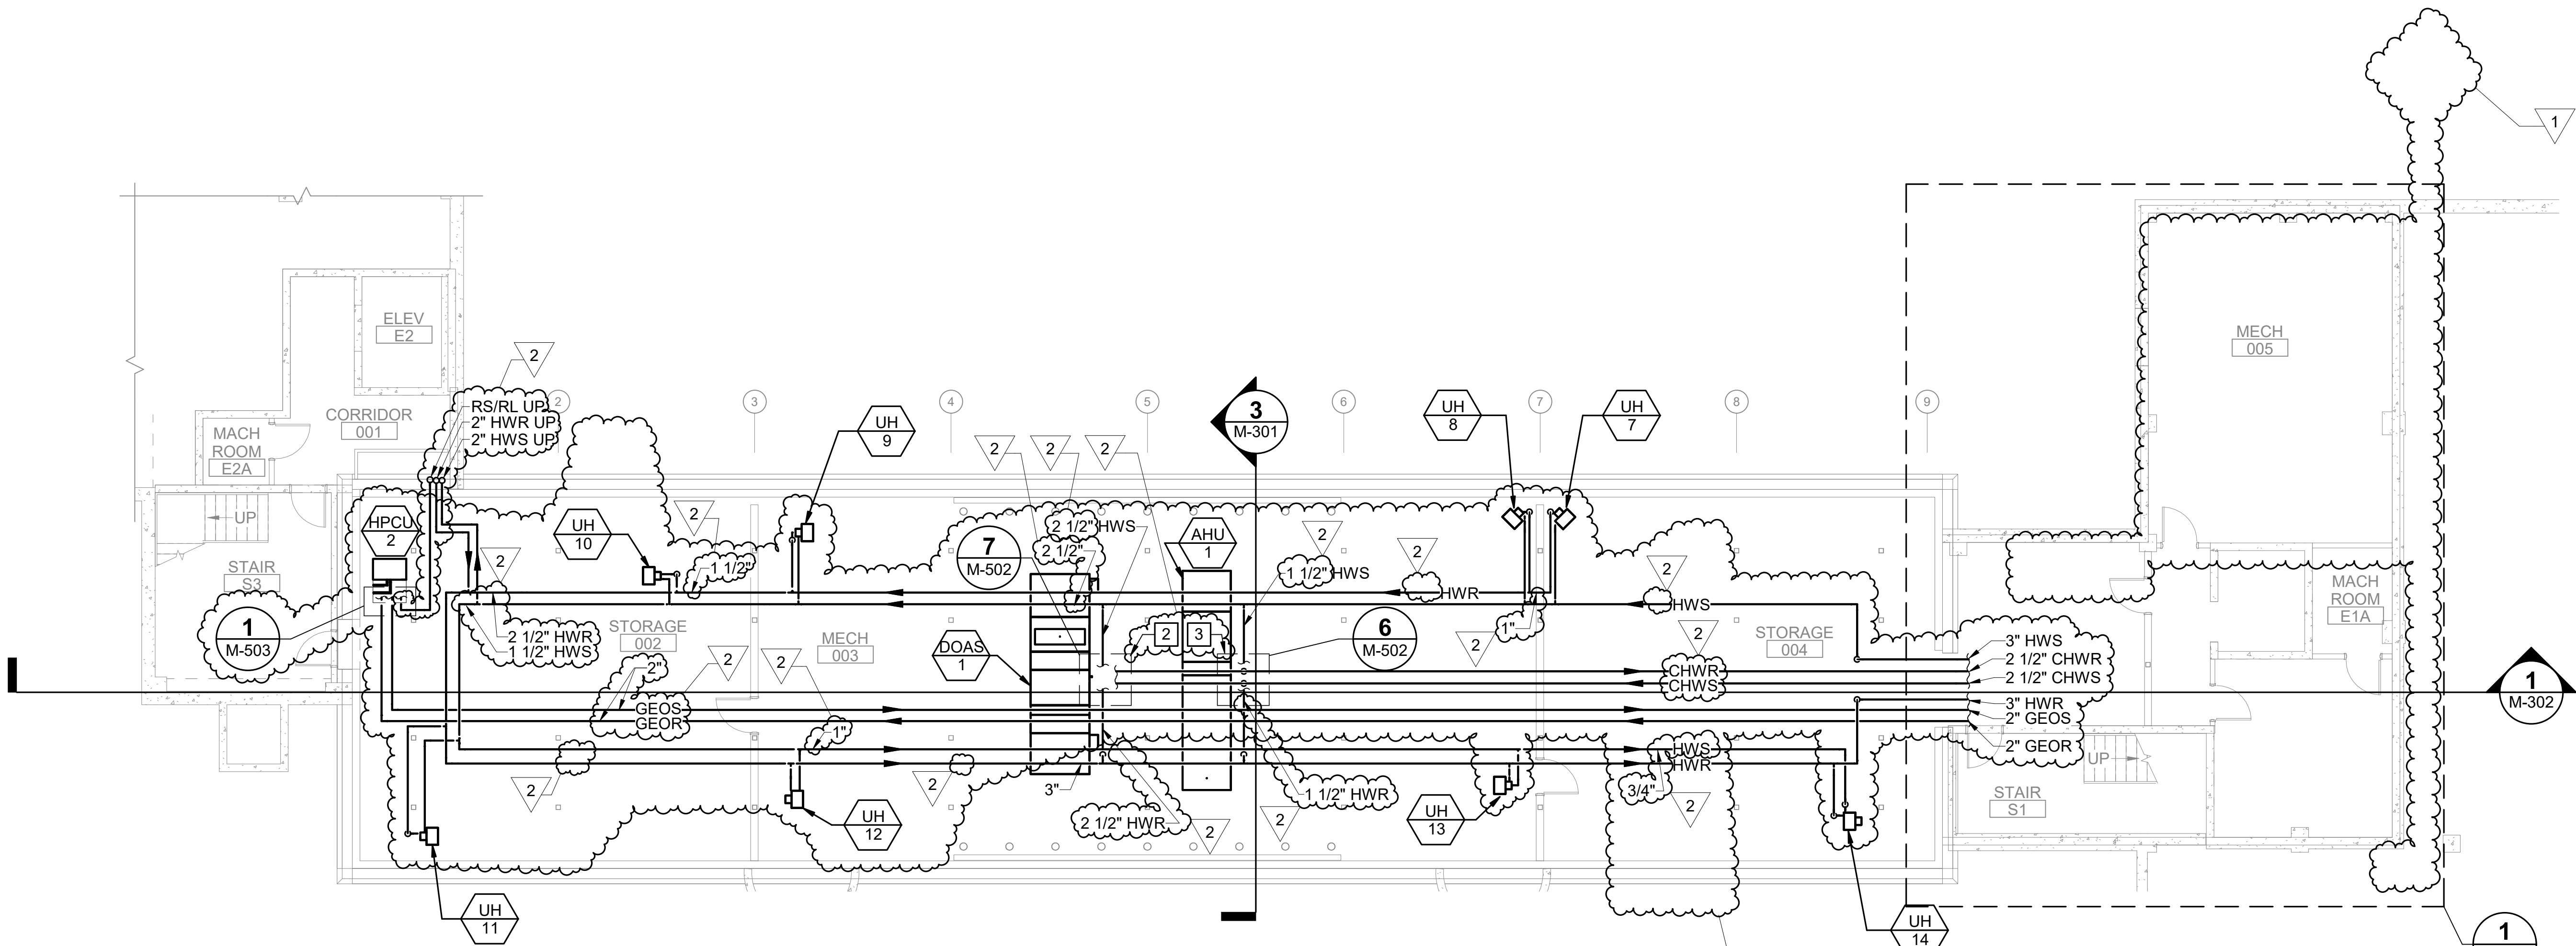 1
ELEV
E2
MECH
005
2
CORRIDOR
001
MACH
ROOM
E2A
RS/RL UP
2" HWR UP
2" HWS UP
2
3
4
5
6
7
8
9
UH
9
3
M-301
UH
8
UH
7
2
2
2
UP
HPCU
2
UH
10
2
7
M-502
2 1/2" HWS
2 1/2"
AHU
1
2
1 1/2" HWS
2
HWR
2
HWS
STAIR
S3
2
1 1/2"
1
M-503
2 1/2" HWR
1 1/2" HWS
STORAGE
002
MECH
003
DOAS
1
2
3
6
M-502
2
1"
2
STORAGE
004
MACH
ROOM
E1A
2"
2
2
CHWR
CHWS
3" HWS
2 1/2" CHWR
2 1/2" CHWS
3" HWR
2" GEOS
2" GEOR
1
M-302
GEOS
GEOR
1"
HWS
HWR
UP
2
2
3"
3/4"
2
STAIR
S1
1 1/2" HWR
2 1/2" HWR
2
2
UH
12
UH
13
UH
11
UH
14
1